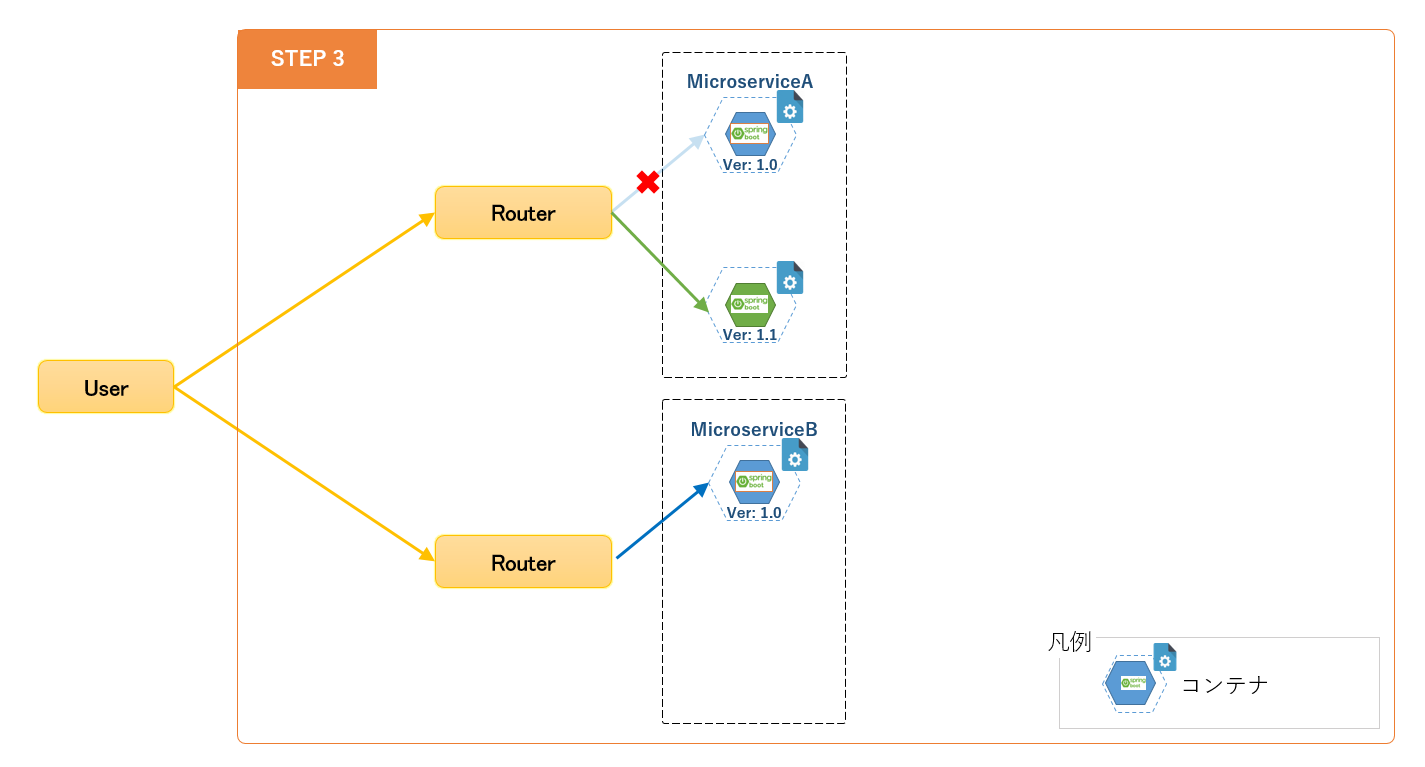 STEP 3
MicroserviceA
spring
boot
Ver: 1.0
Router
spring
boot
Ver: 1.1
User
MicroserviceB
spring
boot
Ver: 1.0
Router
凡例
spring
boot
コンテナ